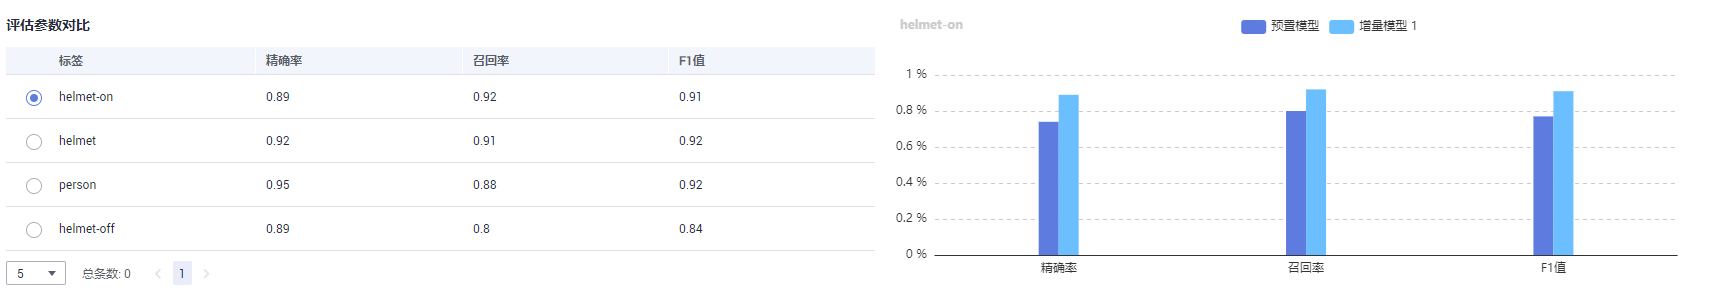 评估参数对比
标签 精确率 召回率 F1值
helmet-on 0.89 0.92 0.91
helmet 0.92 0.91 0.92
person 0.95 0.88 0.92
helmet-off 0.89 0.8 0.84
5 总条数: 0 1
helmet-on
预置模型 增量模型 1
1 %
0.8 %
0.6 %
0.4 %
0.2 %
0 %
精确率 召回率 F1值